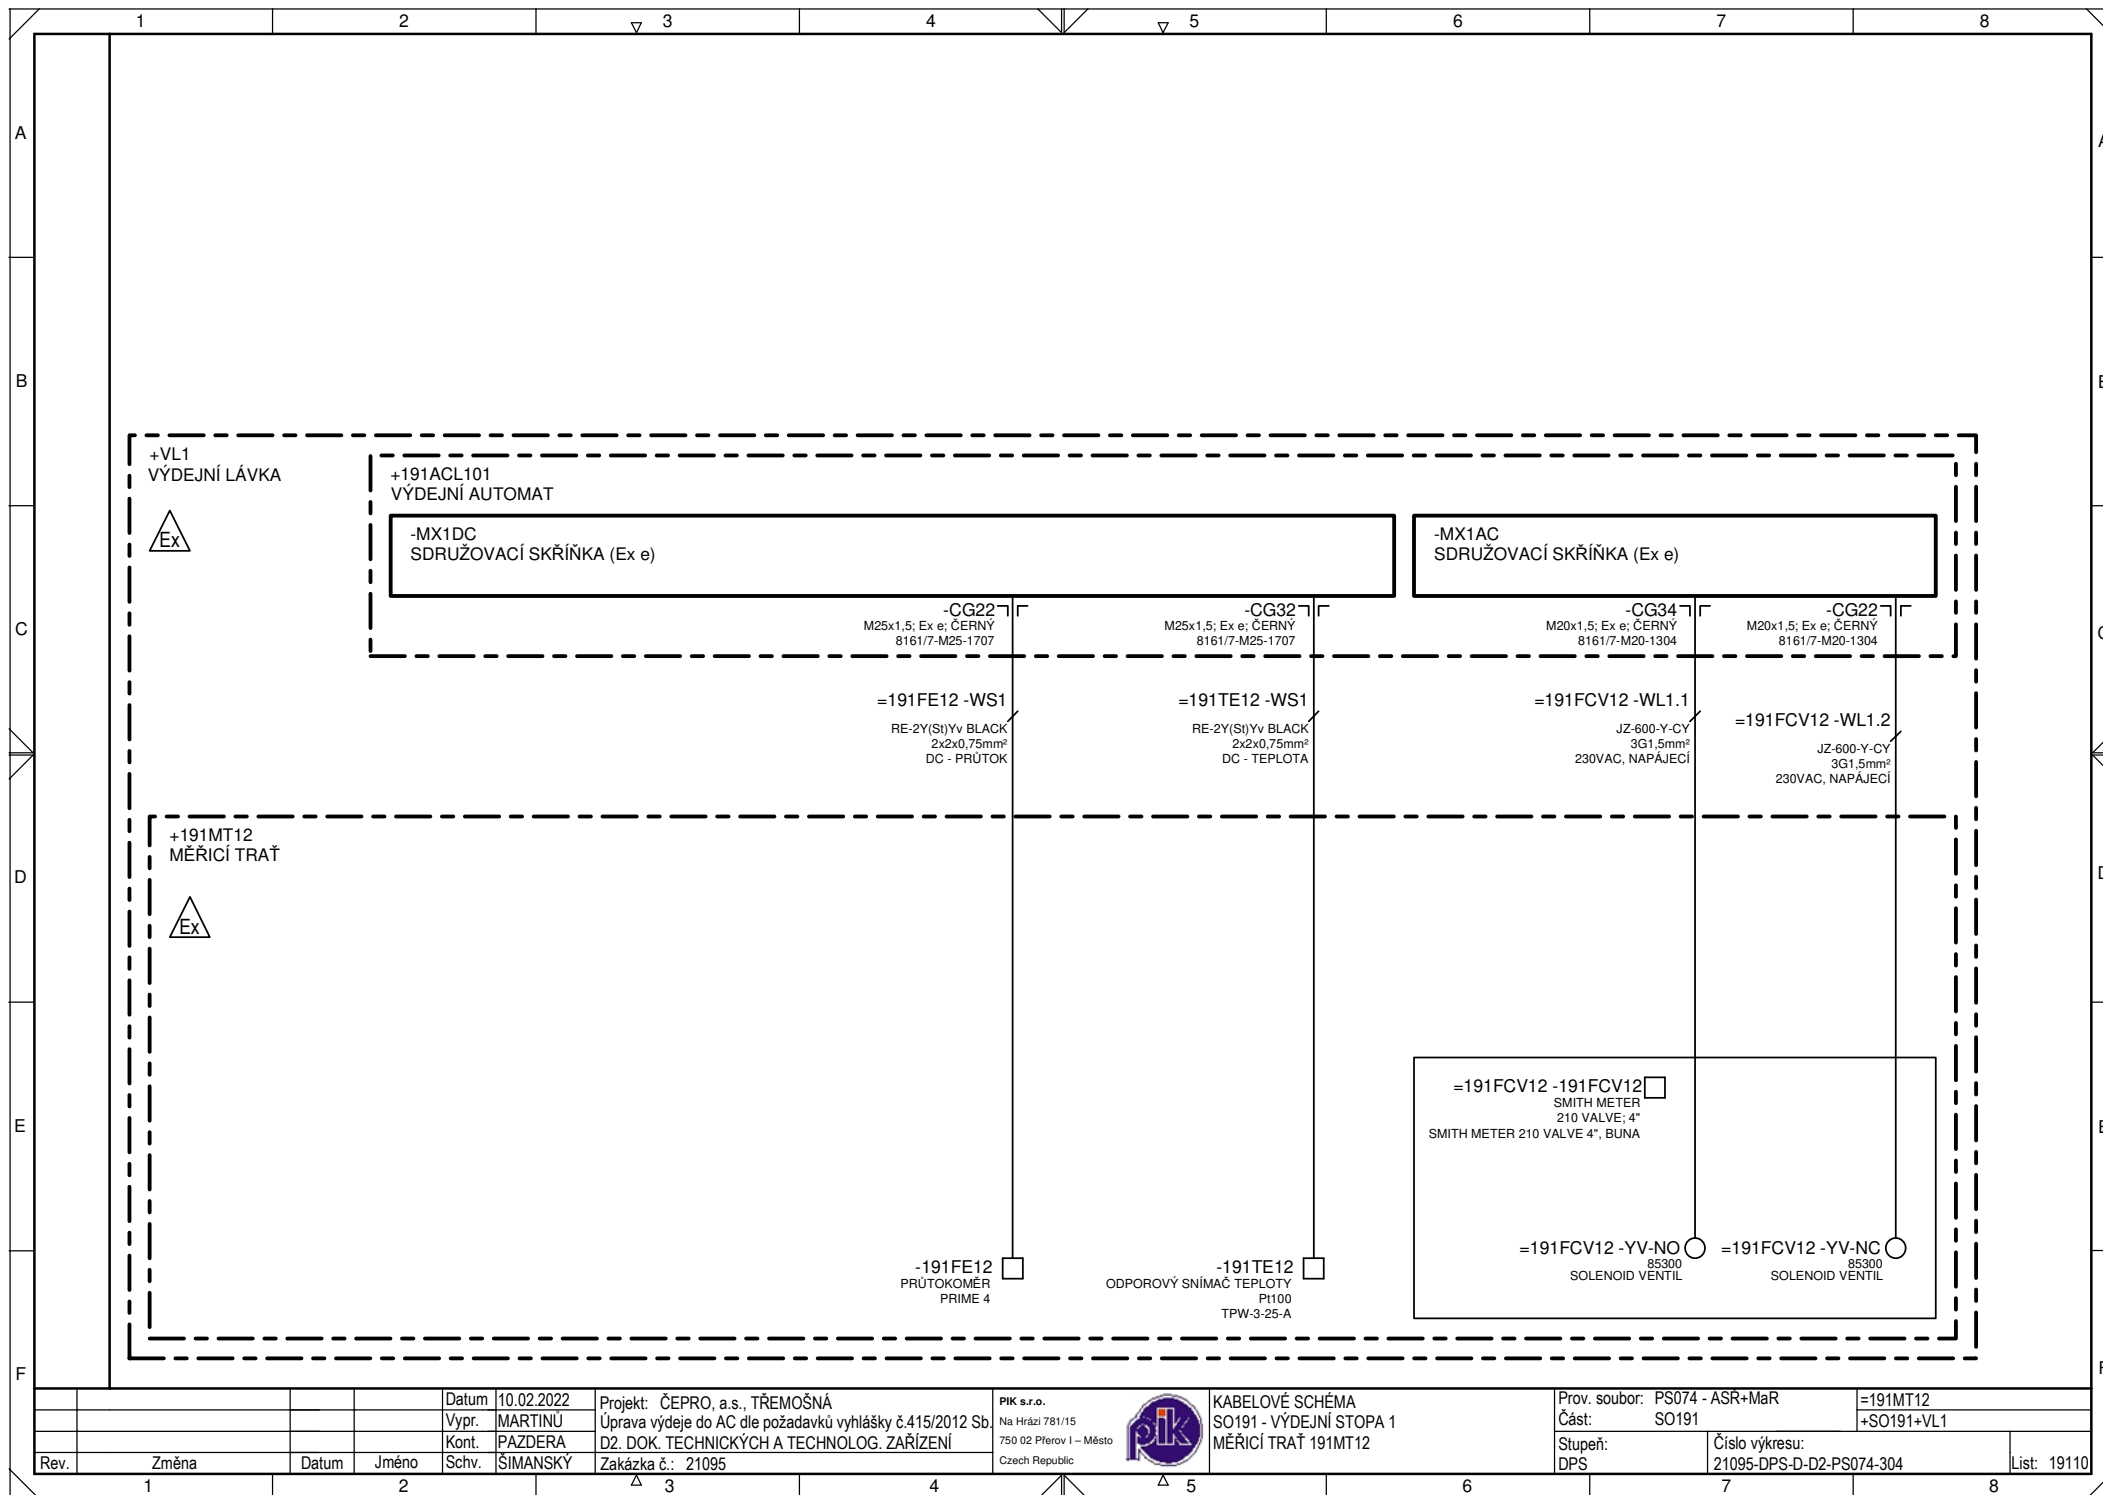 1 2 3 4 5 6 7 8
A
B
C
D
E
F
+VL1
VÝDEJNÍ LÁVKA
Ex
+191ACL101
VÝDEJNÍ AUTOMAT
-MX1DC
SDRUŽOVACÍ SKŘÍŇKA (Ex e)
-MX1AC
SDRUŽOVACÍ SKŘÍŇKA (Ex e)
-CG22
M25x1,5; Ex e; ČERNÝ
8161/7-M25-1707
-CG32
M25x1,5; Ex e; ČERNÝ
8161/7-M25-1707
-CG34
M20x1,5; Ex e; ČERNÝ
8161/7-M20-1304
-CG22
M20x1,5; Ex e; ČERNÝ
8161/7-M20-1304
=191FE12 -WS1
RE-2Y(St)Yv BLACK
2x2x0,75mm²
DC - PRŮTOK
=191TE12 -WS1
RE-2Y(St)Yv BLACK
2x2x0,75mm²
DC - TEPLOTA
=191FCV12 -WL1.1
JZ-600-Y-CY
3G1,5mm²
230VAC, NAPÁJECÍ
=191FCV12 -WL1.2
JZ-600-Y-CY
3G1,5mm²
230VAC, NAPÁJECÍ
+191MT12
MĚŘICÍ TRAŤ
Ex
=191FCV12 -191FCV12
SMITH METER
210 VALVE; 4"
SMITH METER 210 VALVE 4", BUNA
-191FE12
PRŮTOKOMĚR
PRIME 4
-191TE12
ODPOROVÝ SNÍMAČ TEPLOTY
Pt100
TPW-3-25-A
=191FCV12 -YV-NO
85300
SOLENOID VENTIL
=191FCV12 -YV-NC
85300
SOLENOID VENTIL
Rev. Změna Datum Jméno
Datum 10.02.2022
Vypr. MARTINŮ
Kont. PAZDERA
Schv. ŠIMANSKÝ
Projekt: ČEPRO, a.s., TŘEMOŠNÁ
Úprava výdeje do AC dle požadavků vyhlášky č.415/2012 Sb.
D2. DOK. TECHNICKÝCH A TECHNOLOG. ZAŘÍZENÍ
Zakázka č.: 21095
PIK s.r.o.
Na Hrázi 781/15
750 02 Přerov I – Město
Czech Republic
pik
KABELOVÉ SCHÉMA
SO191 - VÝDEJNÍ STOPA 1
MĚŘICÍ TRAŤ 191MT12
Prov. soubor: PS074 - ASŘ+MaR
Část: SO191
=191MT12
+SO191+VL1
Stupeň:
DPS
Číslo výkresu:
21095-DPS-D-D2-PS074-304
List: 19110
1 2 3 4 5 6 7 8